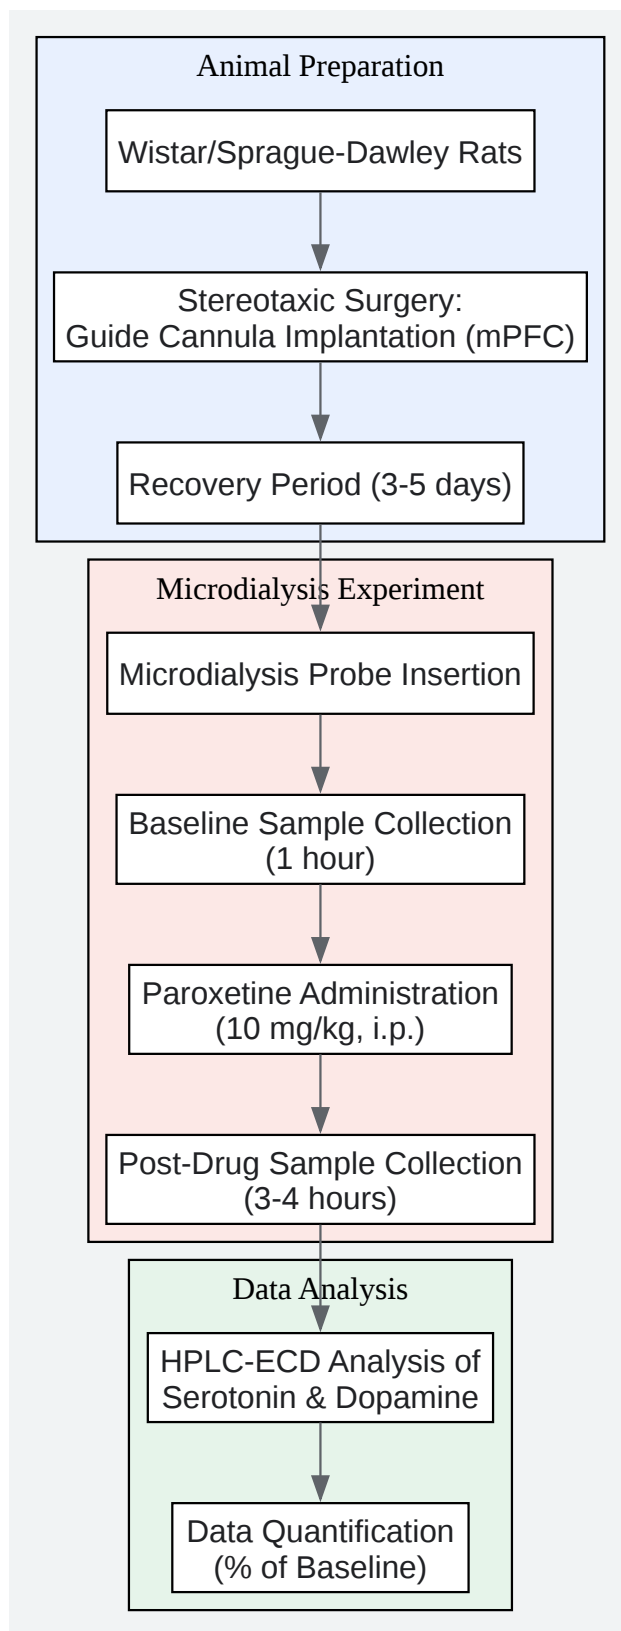 Animal Preparation
Wistar/Sprague-Dawley Rats
Stereotaxic Surgery:
Guide Cannula Implantation (mPFC)
Recovery Period (3-5 days)
Microdialysis Experiment
Microdialysis Probe Insertion
Baseline Sample Collection
(1 hour)
Paroxetine Administration
(10 mg/kg, i.p.)
Post-Drug Sample Collection
(3-4 hours)
Data Analysis
HPLC-ECD Analysis of
Serotonin & Dopamine
Data Quantification
(% of Baseline)